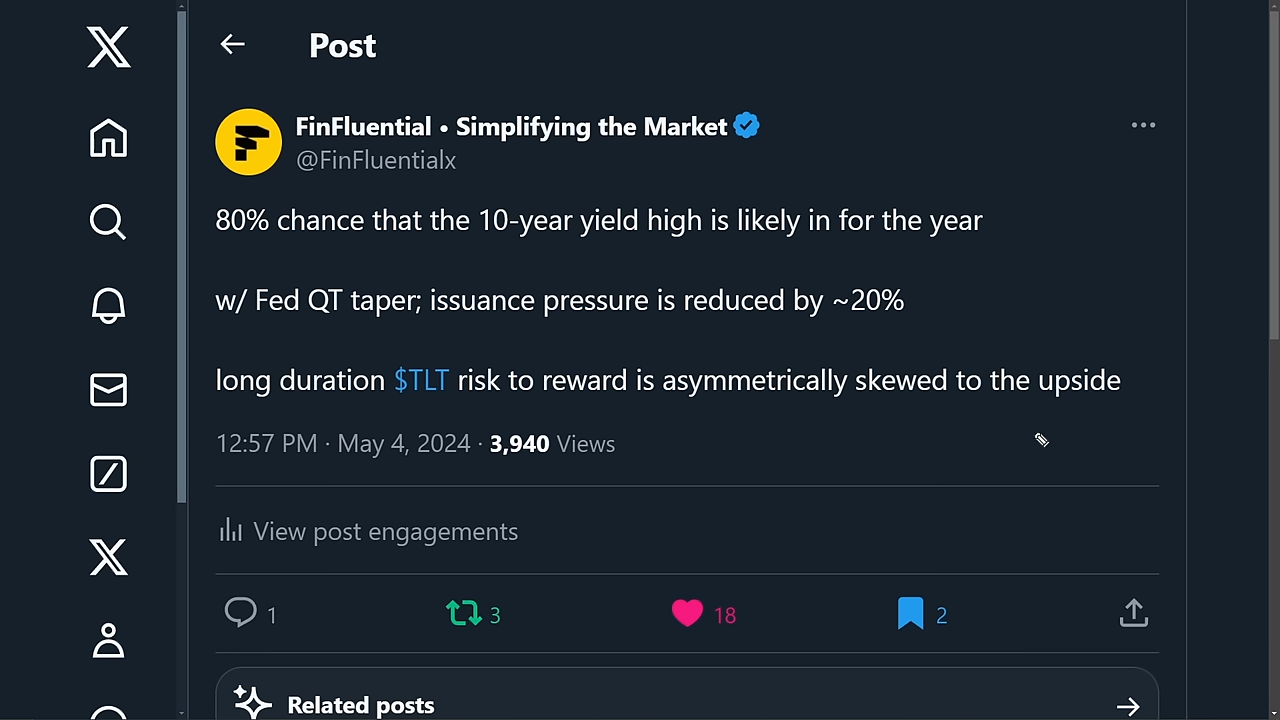 Post
FinFluential • Simplifying the Market
@FinFluentialx
80% chance that the 10-year yield high is likely in for the year
w/ Fed QT taper; issuance pressure is reduced by ~20%
long duration $TLT risk to reward is asymmetrically skewed to the upside
12:57 PM · May 4, 2024 · 3,940 Views
View post engagements
1 3 18 2
Related posts